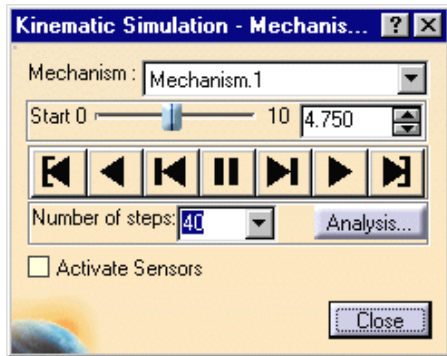 Kinematic Simulation - Mechanis... ? ×
Mechanism : Mechanism.1
Start 0 10 4.750
Number of steps: 40 Analysis...
Activate Sensors
Close